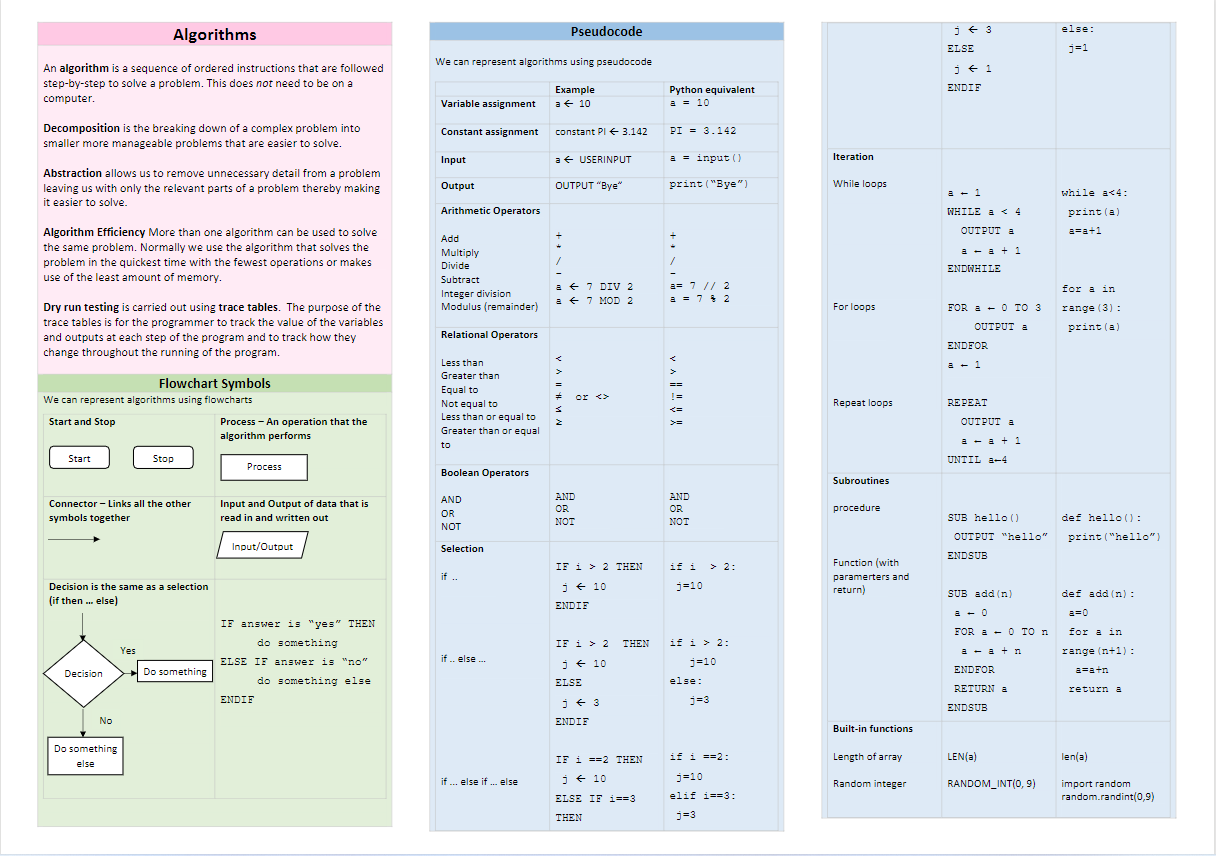 Algorithms
An algorithm is a sequence of ordered instructions that are followed
step-by-step to solve a problem. This does not need to be on a
computer.
Decomposition is the breaking down of a complex problem into
smaller more manageable problems that are easier to solve.
Abstraction allows us to remove unnecessary detail from a problem
leaving us with only the relevant parts of a problem thereby making
it easier to solve.
Algorithm Efficiency More than one algorithm can be used to solve
the same problem. Normally we use the algorithm that solves the
problem in the quickest time with the fewest operations or makes
use of the least amount of memory.
Dry run testing is carried out using trace tables. The purpose of the
trace tables is for the programmer to track the value of the variables
and outputs at each step of the program and to track how they
change throughout the running of the program.
Flowchart Symbols
We can represent algorithms using flowcharts
Start and Stop
Start Stop
Process – An operation that the
algorithm performs
Process
Connector – Links all the other
symbols together
Input and Output of data that is
read in and written out
Input/Output
Decision is the same as a selection
(if then ... else)
Decision
Yes
Do something
No
Do something
else
IF answer is "yes" THEN
do something
ELSE IF answer is "no"
do something else
ENDIF
Pseudocode
We can represent algorithms using pseudocode
Example Python equivalent
Variable assignment a ← 10 a = 10
Constant assignment constant PI ← 3.142 PI = 3.142
Input a ← USERINPUT a = input()
Output OUTPUT "Bye" print("Bye")
Arithmetic Operators
Add + +
Multiply * *
Divide / /
Subtract - -
Integer division a ← 7 DIV 2 a= 7 // 2
Modulus (remainder) a ← 7 MOD 2 a = 7 % 2
Relational Operators
Less than < <
Greater than > >
Equal to = ==
Not equal to ≠ or <> !=
Less than or equal to ≤ <=
Greater than or equal ≥ >=
to
Boolean Operators
AND AND AND
OR OR OR
NOT NOT NOT
Selection
if ..
IF i > 2 THEN if i > 2:
j ← 10 j=10
ENDIF
if .. else ...
IF i > 2 THEN if i > 2:
j ← 10 j=10
ELSE else:
j ← 3 j=3
ENDIF
if ... else if ... else
IF i ==2 THEN if i ==2:
j ← 10 j=10
ELSE IF i==3 elif i==3:
THEN j=3
j ← 3 else:
ELSE j=1
j ← 1
ENDIF
Iteration
While loops
a ← 1 while a<4:
WHILE a < 4 print(a)
OUTPUT a a=a+1
a ← a + 1
ENDWHILE
For loops
for a in
FOR a ← 0 TO 3 range(3):
OUTPUT a print(a)
ENDFOR
a ← 1
Repeat loops REPEAT
OUTPUT a
a ← a + 1
UNTIL a←4
Subroutines
procedure
SUB hello() def hello():
OUTPUT "hello" print("hello")
ENDSUB
Function (with
paramerters and
return)
SUB add(n) def add(n):
a ← 0 a=0
FOR a ← 0 TO n for a in
a ← a + n range(n+1):
ENDFOR a=a+n
RETURN a return a
ENDSUB
Built-in functions
Length of array LEN(a) len(a)
Random integer RANDOM_INT(0, 9) import random
random.randint(0,9)